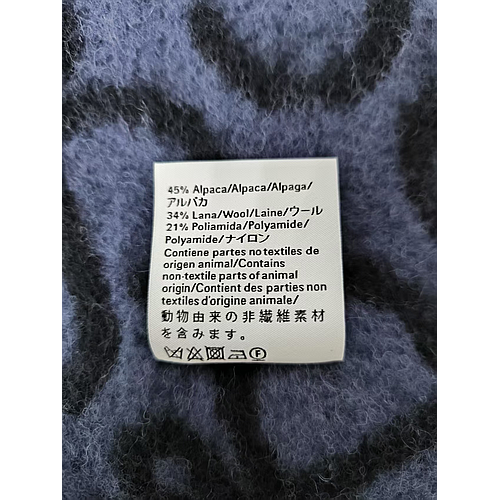 45% Alpaca/Alpaca/Alpaga/
アルパカ
34% Lana/Wool/Laine/ウール
21% Poliamida/Polyamide/
Polyamide/ナイロン
Contiene partes no textiles de
origen animal/Contains
non-textile parts of animal
origin/Contient des parties non
textiles d'origine animale/
動物由来の非繊維素材
を含みます。
F